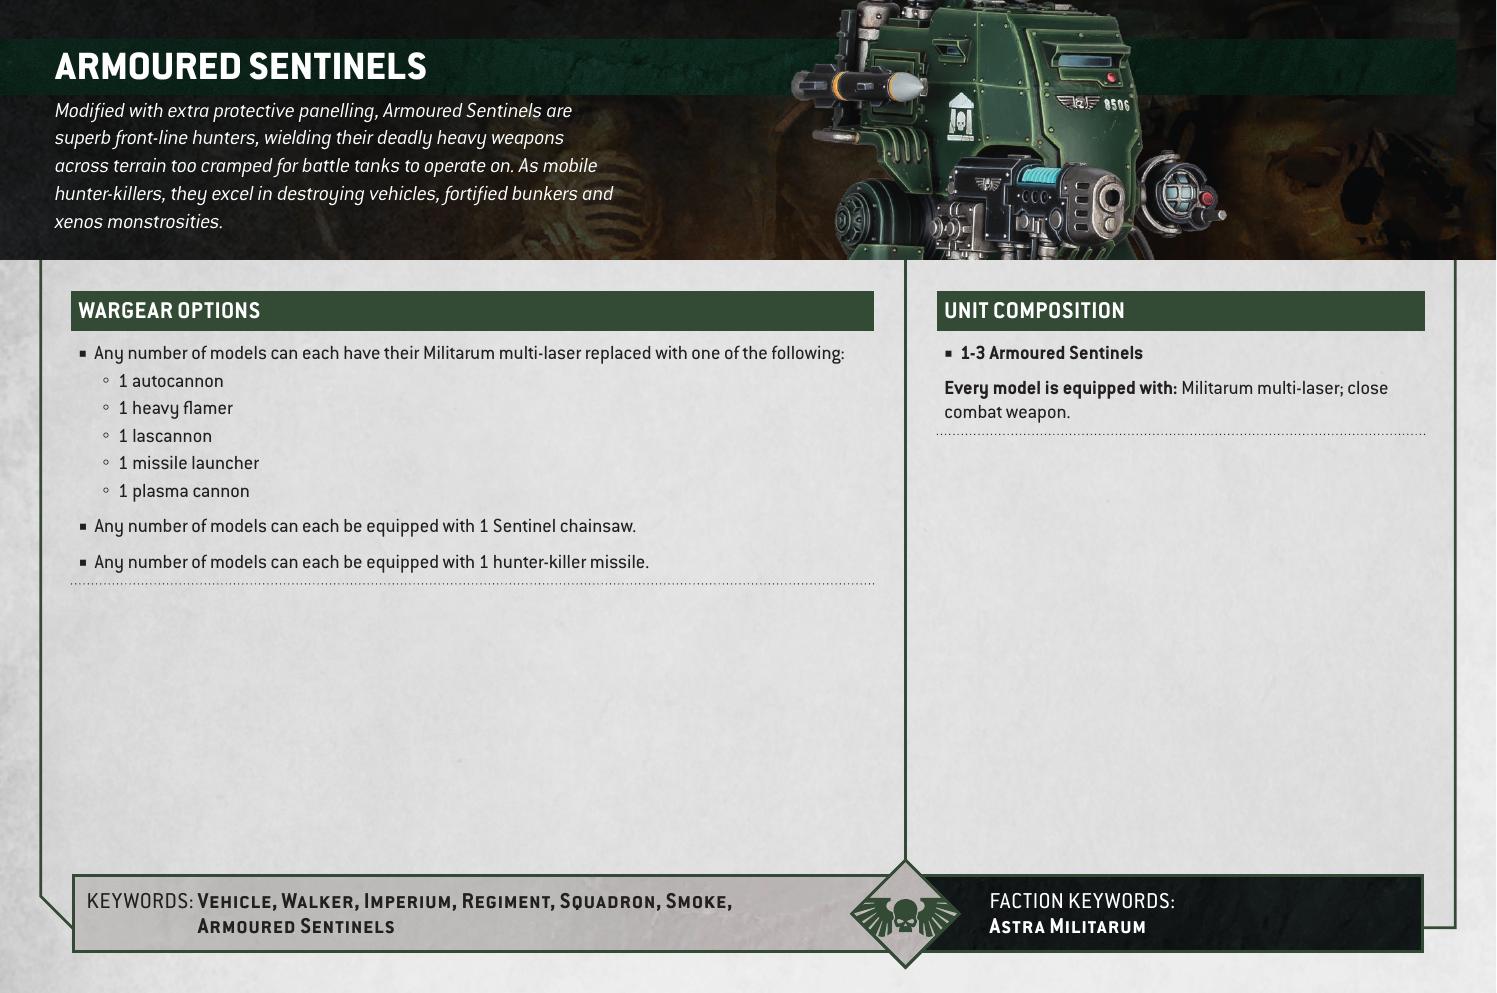 ARMOURED SENTINELS
Modified with extra protective panelling, Armoured Sentinels are
superb front-line hunters, wielding their deadly heavy weapons
across terrain too cramped for battle tanks to operate on. As mobile
hunter-killers, they excel in destroying vehicles, fortified bunkers and
xenos monstrosities.
8506
WARGEAR OPTIONS
▪ Any number of models can each have their Militarum multi-laser replaced with one of the following:
◦ 1 autocannon
◦ 1 heavy flamer
◦ 1 lascannon
◦ 1 missile launcher
◦ 1 plasma cannon
▪ Any number of models can each be equipped with 1 Sentinel chainsaw.
▪ Any number of models can each be equipped with 1 hunter-killer missile.
UNIT COMPOSITION
▪ 1-3 Armoured Sentinels
Every model is equipped with: Militarum multi-laser; close
combat weapon.
KEYWORDS: Vehicle, Walker, Imperium, Regiment, Squadron, Smoke,
Armoured Sentinels
FACTION KEYWORDS:
Astra Militarum